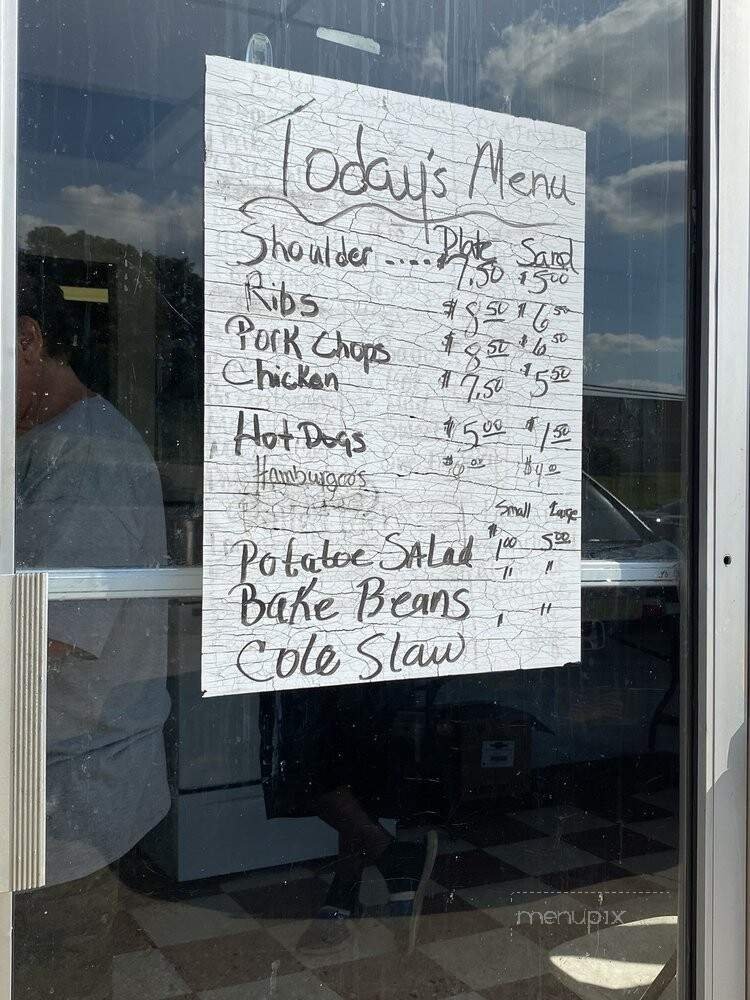 Today's Menu
Plate Sand
Shoulder ..... 7.50 $5.00
Ribs $8.50 $6.50
Pork Chops $8.50 $6.50
Chicken $7.50 $5.50
Hot Dogs $5.00 $1.50
$6.00 $4.00
Small Large
Potatoe SALad $1.00 5.00
Bake Beans " "
Cole Slaw " "
menupix